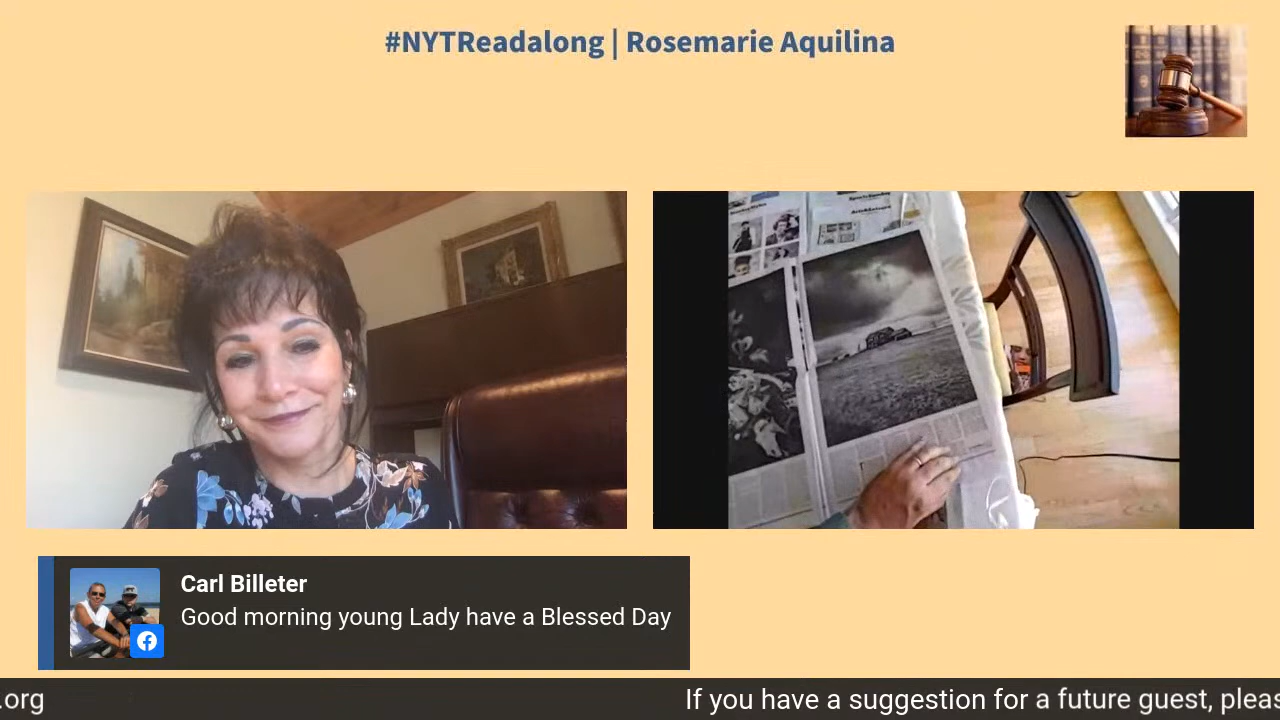 #NYTReadalong | Rosemarie Aquilina
Carl Billeter
Good morning young Lady have a Blessed Day
.org
If you have a suggestion for a future guest, pleas